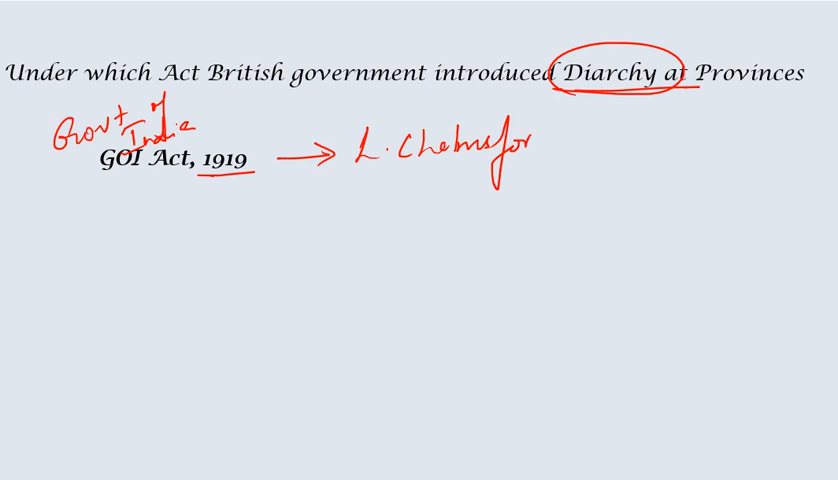 Under which Act British government introduced Diarchy at Provinces
Govt of
India
GOI Act, 1919 → L. Chelmsfor